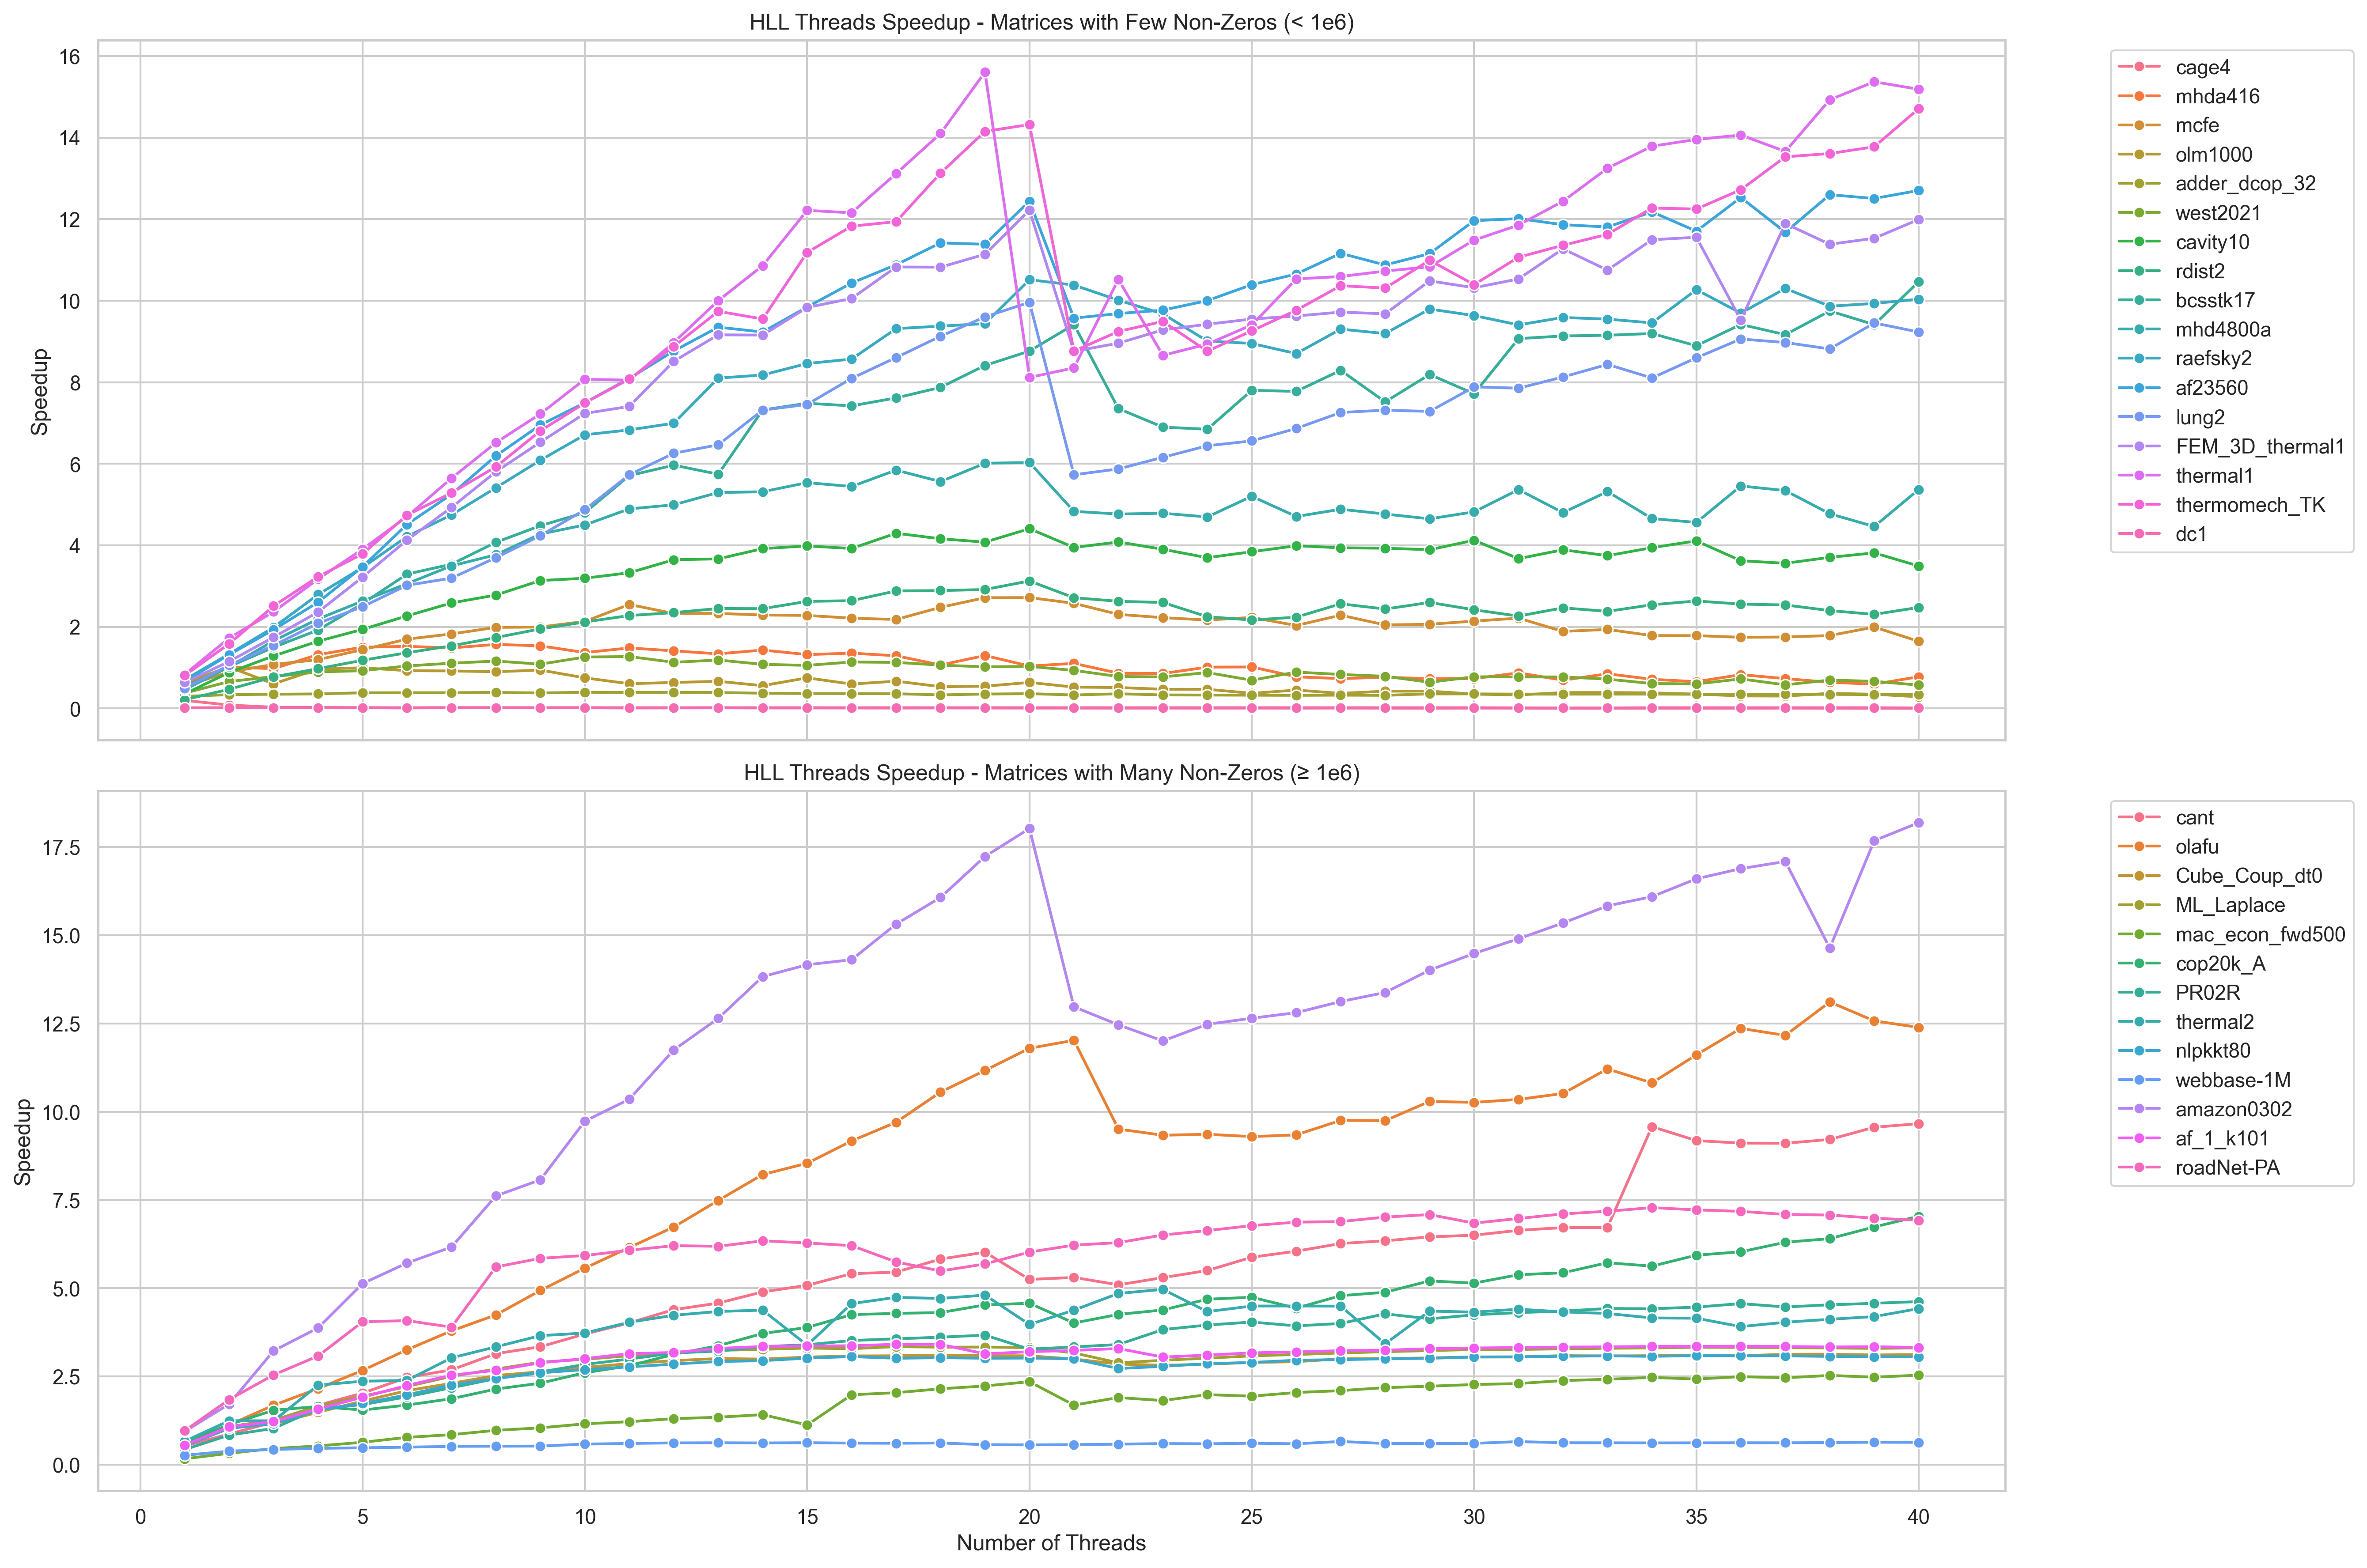 HLL Threads Speedup - Matrices with Few Non-Zeros (< 1e6)
16
14
12
10
8
6
4
2
0
Speedup
cage4
mhda416
mcfe
olm1000
adder_dcop_32
west2021
cavity10
rdist2
bcsstk17
mhd4800a
raefsky2
af23560
lung2
FEM_3D_thermal1
thermal1
thermomech_TK
dc1
HLL Threads Speedup - Matrices with Many Non-Zeros (≥ 1e6)
17.5
15.0
12.5
10.0
7.5
5.0
2.5
0.0
Speedup
0 5 10 15 20 25 30 35 40
Number of Threads
cant
olafu
Cube_Coup_dt0
ML_Laplace
mac_econ_fwd500
cop20k_A
PR02R
thermal2
nlpkkt80
webbase-1M
amazon0302
af_1_k101
roadNet-PA